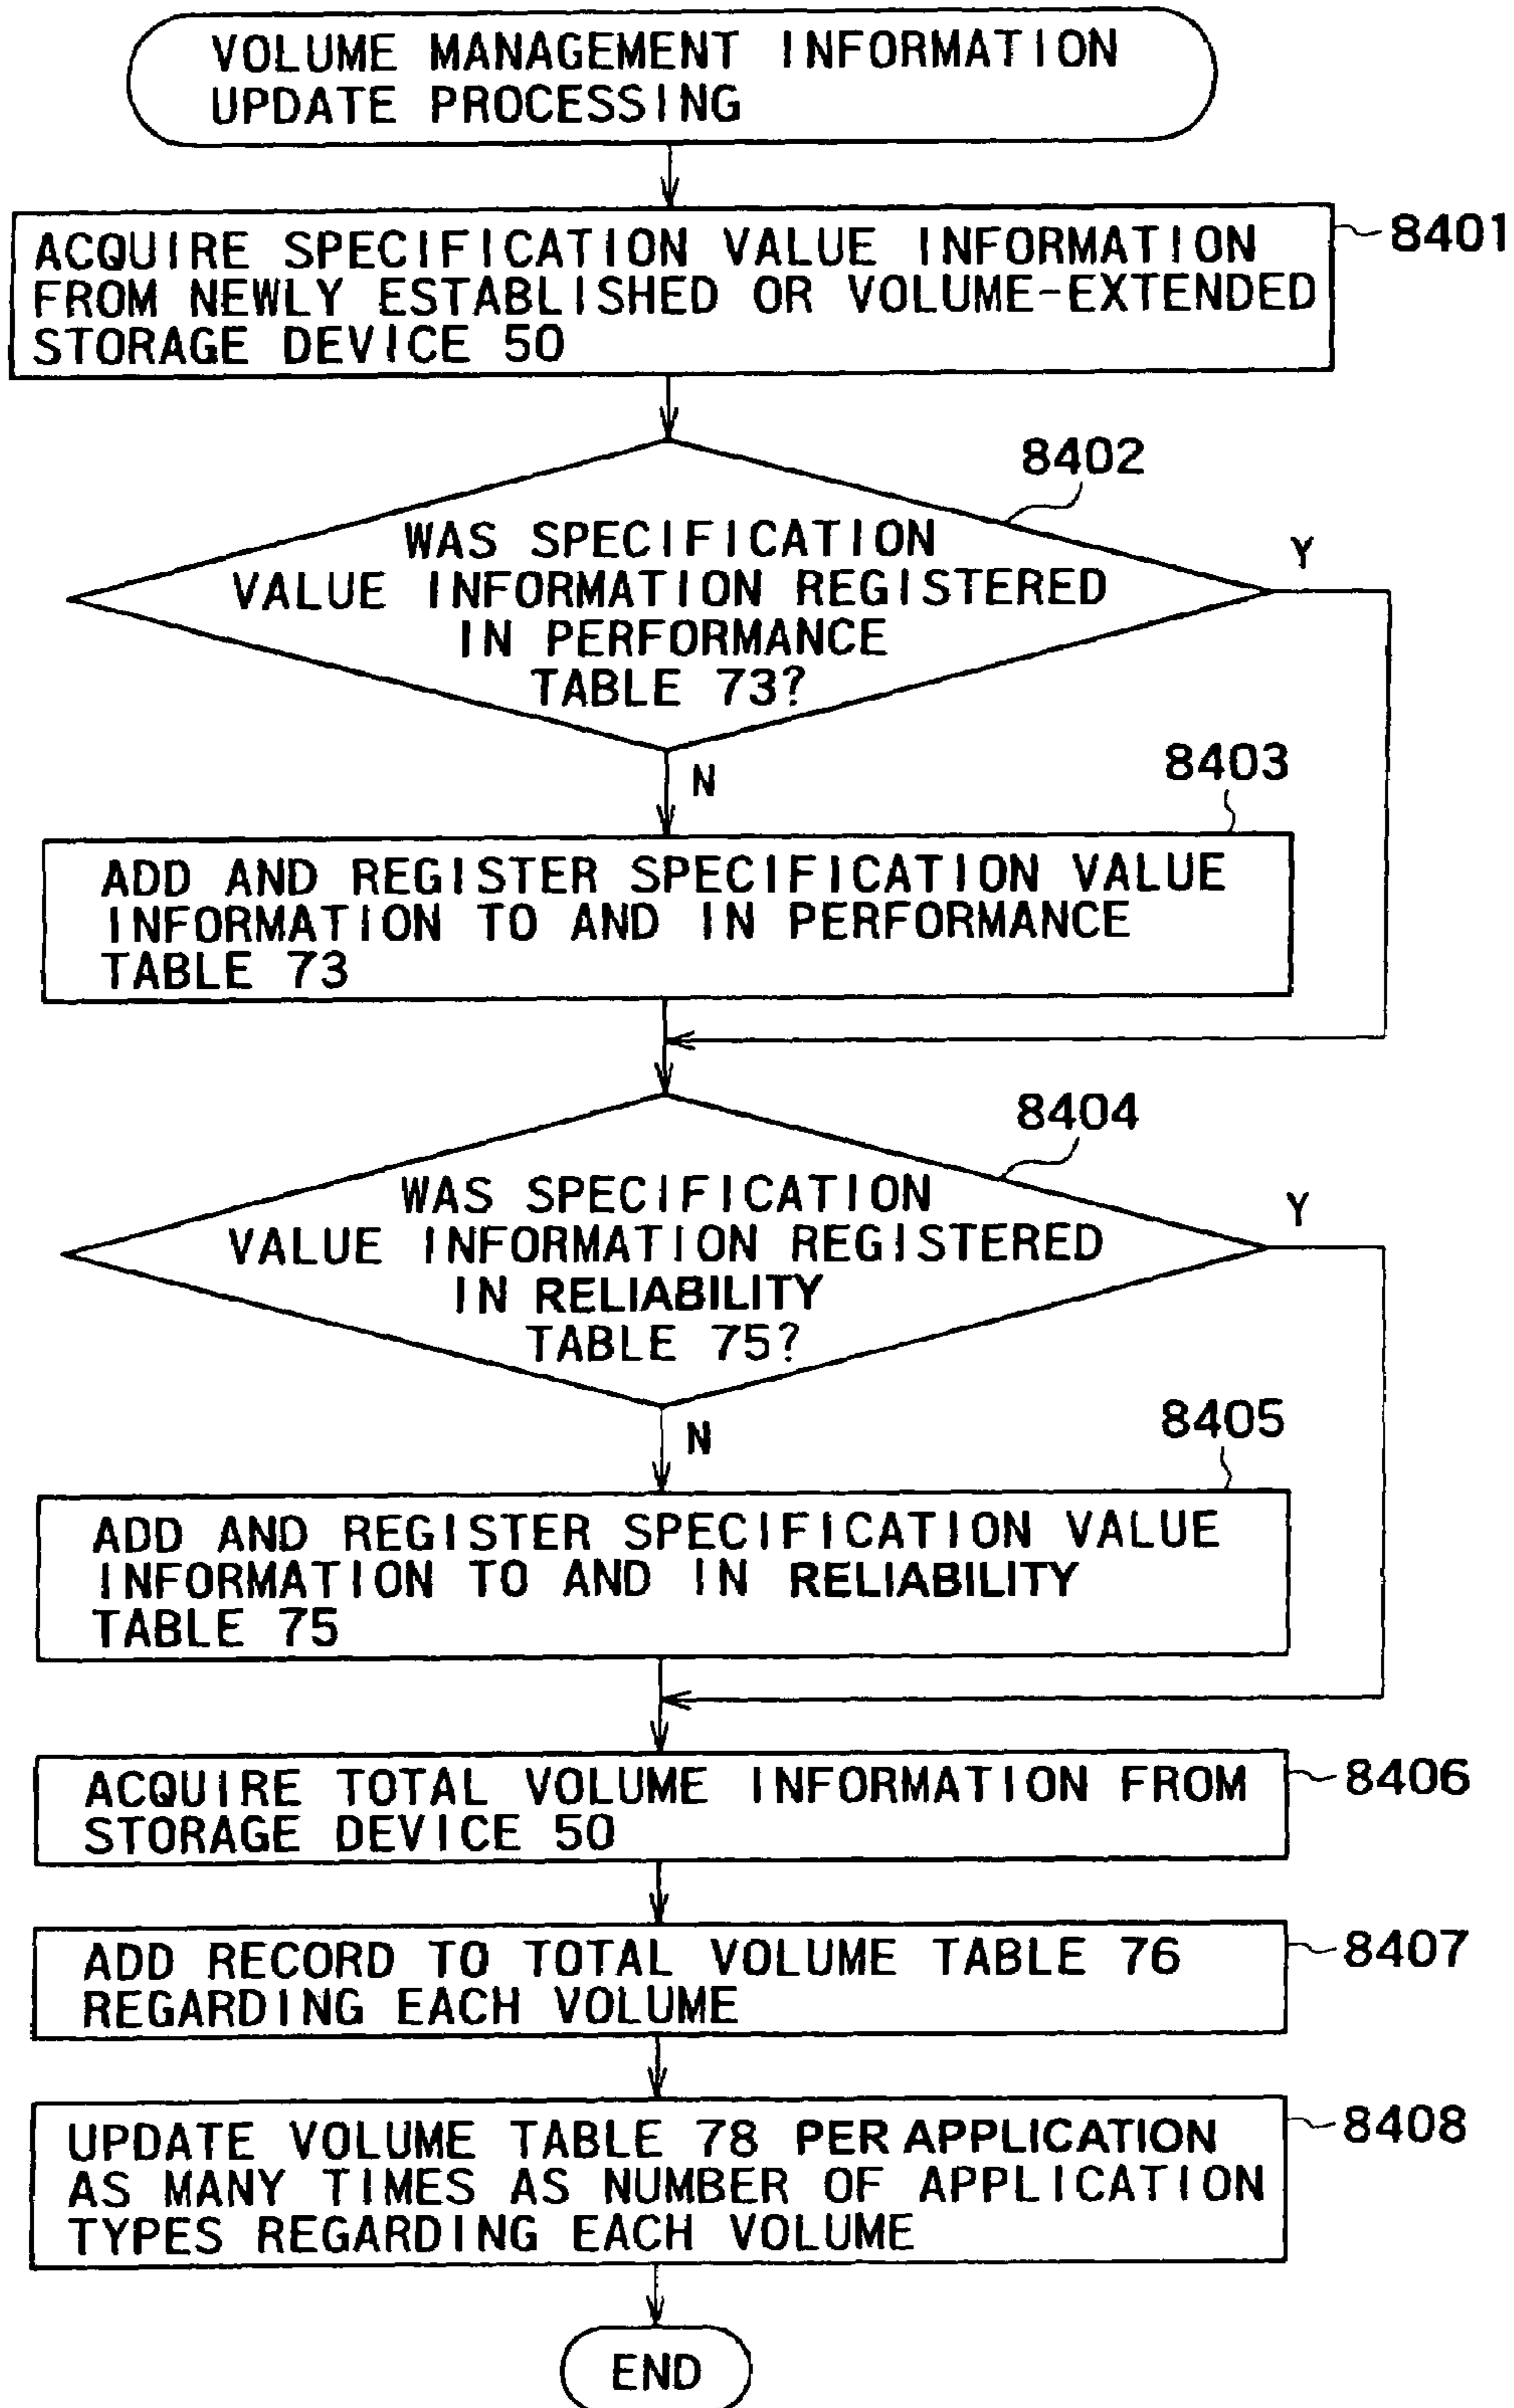 VOLUME MANAGEMENT INFORMATION
UPDATE PROCESSING
ACQUIRE SPECIFICATION VALUE INFORMATION
FROM NEWLY ESTABLISHED OR VOLUME-EXTENDED
STORAGE DEVICE 50
8401
8402
WAS SPECIFICATION
VALUE INFORMATION REGISTERED
IN PERFORMANCE
TABLE 73?
Y
N
8403
ADD AND REGISTER SPECIFICATION VALUE
INFORMATION TO AND IN PERFORMANCE
TABLE 73
8404
WAS SPECIFICATION
VALUE INFORMATION REGISTERED
IN RELIABILITY
TABLE 75?
Y
N
8405
ADD AND REGISTER SPECIFICATION VALUE
INFORMATION TO AND IN RELIABILITY
TABLE 75
ACQUIRE TOTAL VOLUME INFORMATION FROM
STORAGE DEVICE 50
8406
ADD RECORD TO TOTAL VOLUME TABLE 76
REGARDING EACH VOLUME
8407
UPDATE VOLUME TABLE 78 PER APPLICATION
AS MANY TIMES AS NUMBER OF APPLICATION
TYPES REGARDING EACH VOLUME
8408
END